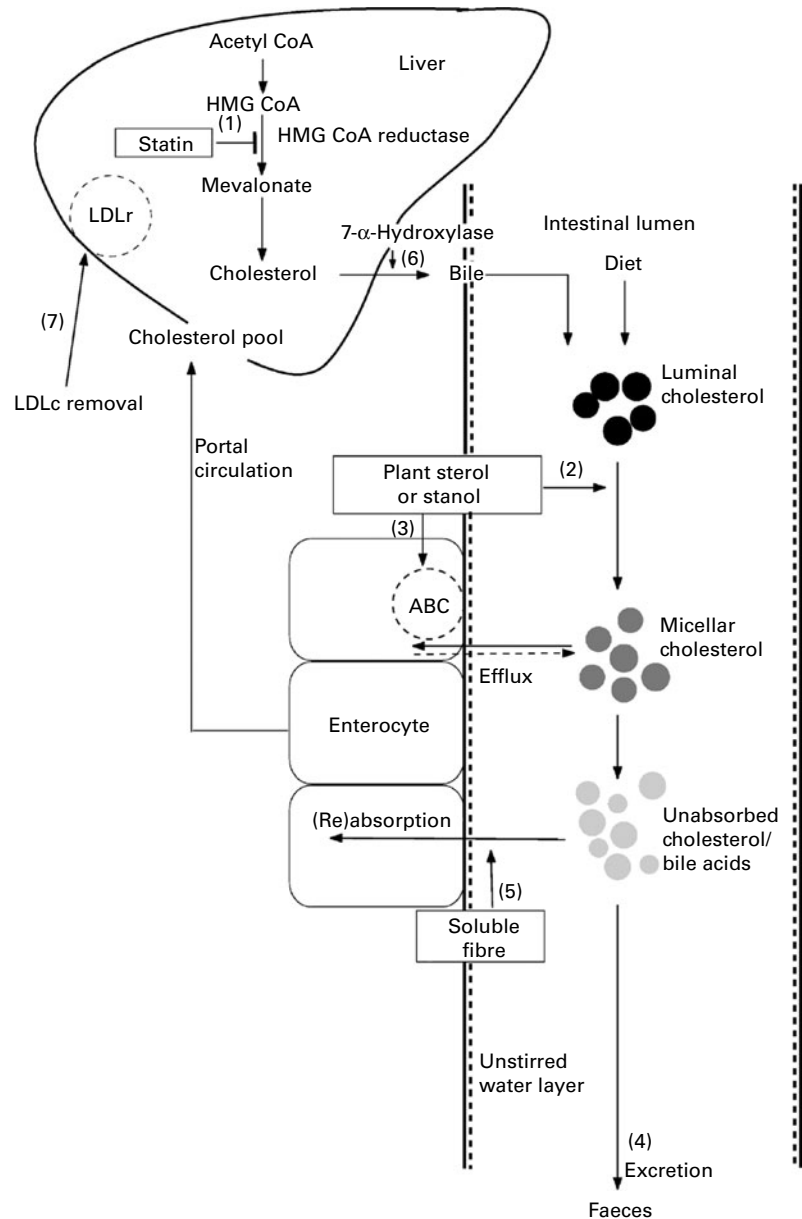 Acetyl CoA
Liver
HMG CoA
(1)
HMG CoA reductase
Statin
Mevalonate
LDLr
7-α-Hydroxylase
Intestinal lumen
(6)
Diet
Cholesterol
Bile
(7)
Cholesterol pool
LDLc removal
Luminal
cholesterol
Portal
circulation
Plant sterol
or stanol
(2)
(3)
ABC
Micellar
cholesterol
Efflux
Enterocyte
(Re)absorption
Unabsorbed
cholesterol/
bile acids
(5)
Soluble
fibre
Unstirred
water layer
(4)
Excretion
Faeces